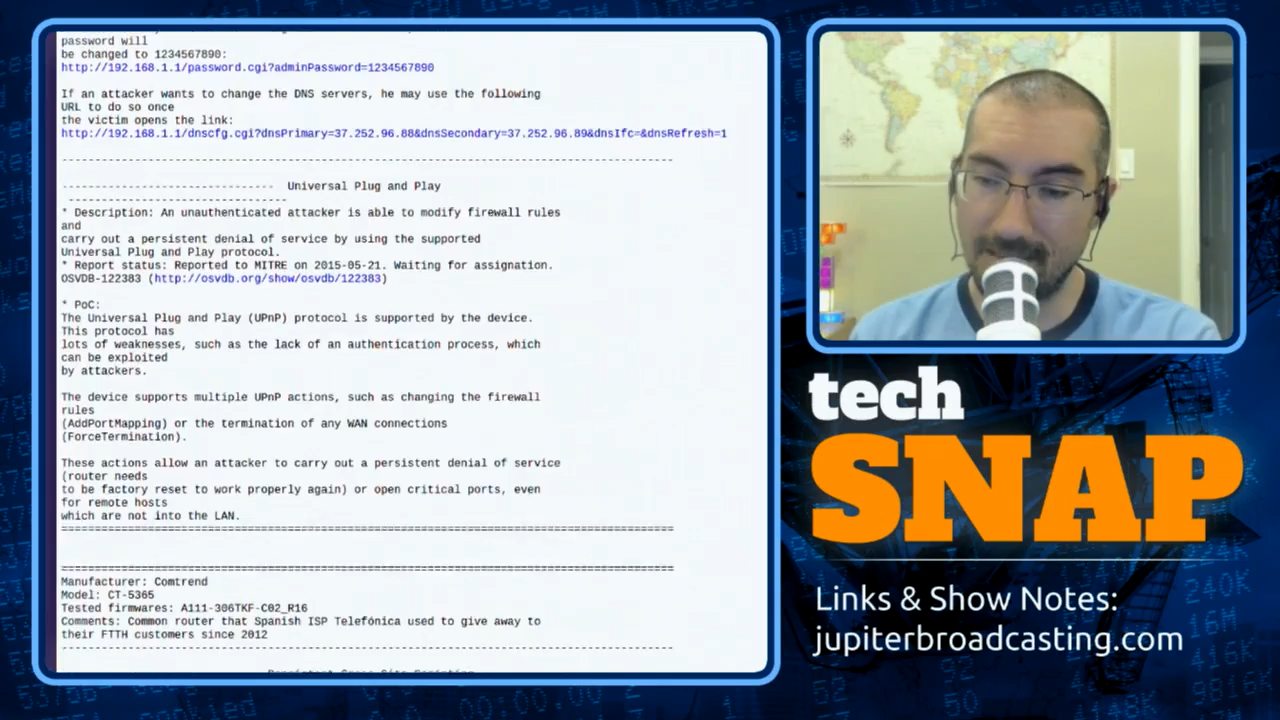 password will
be changed to 1234567890:
http://192.168.1.1/password.cgi?adminPassword=1234567890
If an attacker wants to change the DNS servers, he may use the following
URL to do so once
the victim opens the link:
http://192.168.1.1/dnscfg.cgi?dnsPrimary=37.252.96.88&dnsSecondary=37.252.96.89&dnsIfc=&dnsRefresh=1
Universal Plug and Play
* Description: An unauthenticated attacker is able to modify firewall rules
and
carry out a persistent denial of service by using the supported
Universal Plug and Play protocol.
* Report status: Reported to MITRE on 2015-05-21. Waiting for assignation.
OSVDB-122383 (http://osvdb.org/show/osvdb/122383)
* PoC:
The Universal Plug and Play (UPnP) protocol is supported by the device.
This protocol has
lots of weaknesses, such as the lack of an authentication process, which
can be exploited
by attackers.
The device supports multiple UPnP actions, such as changing the firewall
rules
(AddPortMapping) or the termination of any WAN connections
(ForceTermination).
These actions allow an attacker to carry out a persistent denial of service
(router needs
to be factory reset to work properly again) or open critical ports, even
for remote hosts
which are not into the LAN.
Manufacturer: Comtrend
Model: CT-5365
Tested firmwares: A111-306TKF-C02_R16
Comments: Common router that Spanish ISP Telefónica used to give away to
their FTTH customers since 2012
tech
SNAP
Links & Show Notes:
jupiterbroadcasting.com